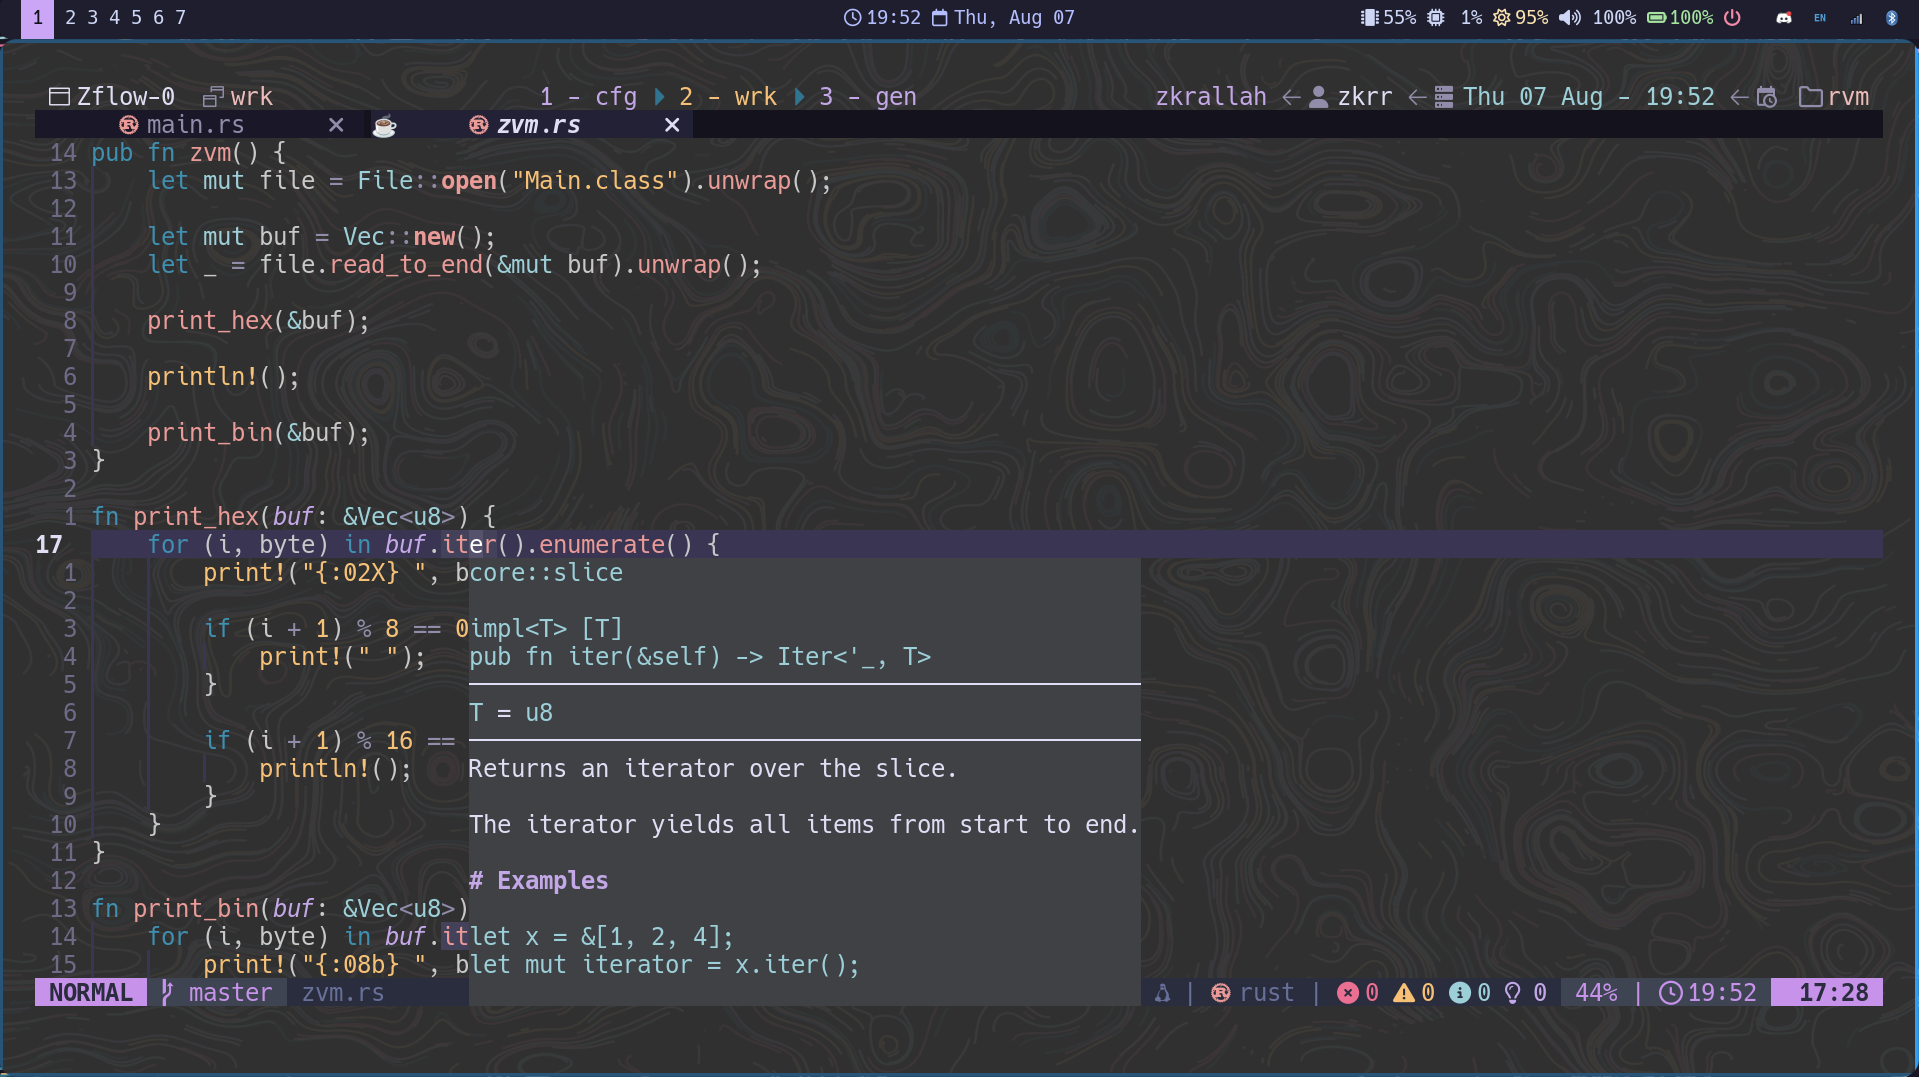 1 2 3 4 5 6 7 19:52 Thu, Aug 07 55% 1% 95% 100% 100% EN
Zflow-0 wrk 1 - cfg 2 - wrk 3 - gen zkrallah zkrr Thu 07 Aug - 19:52 rvm
main.rs zvm.rs
14 pub fn zvm() {
13 let mut file = File::open("Main.class").unwrap();
12
11 let mut buf = Vec::new();
10 let _ = file.read_to_end(&mut buf).unwrap();
9
8 print_hex(&buf);
7
6 println!();
5
4 print_bin(&buf);
3 }
2
1 fn print_hex(buf: &Vec<u8>) {
17 for (i, byte) in buf.iter().enumerate() {
1 print!("{:02X} ", bcore::slice
2
3 if (i + 1) % 8 == 0impl<T> [T]
4 print!(" "); pub fn iter(&self) -> Iter<'_, T>
5 }
6 T = u8
7 if (i + 1) % 16 ==
8 println!(); Returns an iterator over the slice.
9 }
10 } The iterator yields all items from start to end.
11 }
12 # Examples
13 fn print_bin(buf: &Vec<u8>)
14 for (i, byte) in buf.itlet x = &[1, 2, 4];
15 print!("{:08b} ", blet mut iterator = x.iter();
NORMAL master zvm.rs | rust | 0 0 0 0 44% | 19:52 17:28